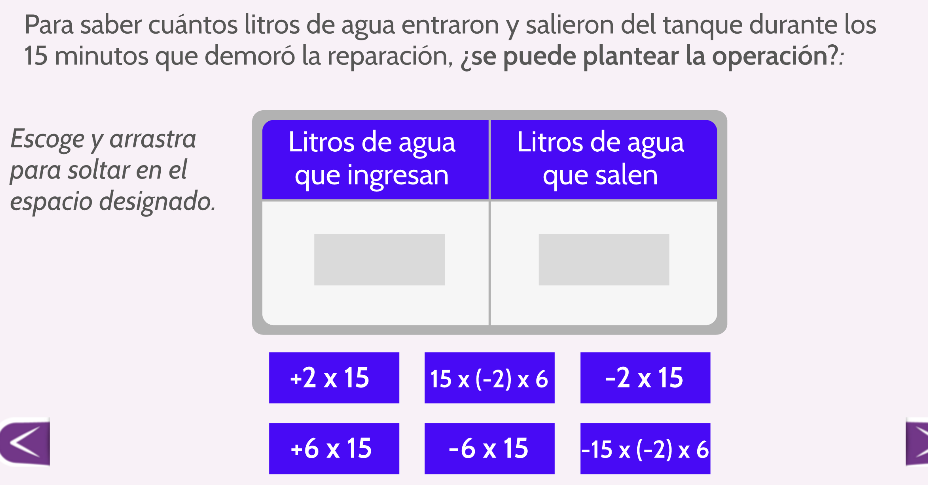 Para saber cuántos litros de agua entraron y salieron del tanque durante los
15 minutos que demoró la reparación, ¿se puede plantear la operación?:
Escoge y arrastra
para soltar en el
espacio designado.
Litros de agua
que ingresan
Litros de agua
que salen
+2 x 15
15 x (-2) x 6
-2 x 15
+6 x 15
-6 x 15
-15 x (-2) x 6